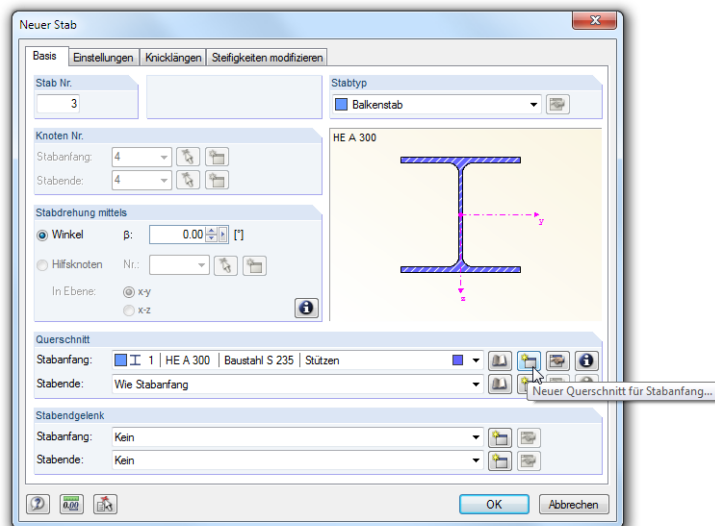 Neuer Stab
Basis Einstellungen Knicklängen Steifigkeiten modifizieren
Stab Nr.
3
Stabtyp
Balkenstab
Knoten Nr.
Stabanfang: 4
Stabende: 4
HE A 300
y
z
Stabdrehung mittels
Winkel β: 0.00 [°]
Hilfsknoten Nr.:
In Ebene: x-y
x-z
Querschnitt
Stabanfang: 1 HE A 300 Baustahl S 235 Stützen
Stabende: Wie Stabanfang
Neuer Querschnitt für Stabanfang...
Stabendgelenk
Stabanfang: Kein
Stabende: Kein
0.00
OK Abbrechen